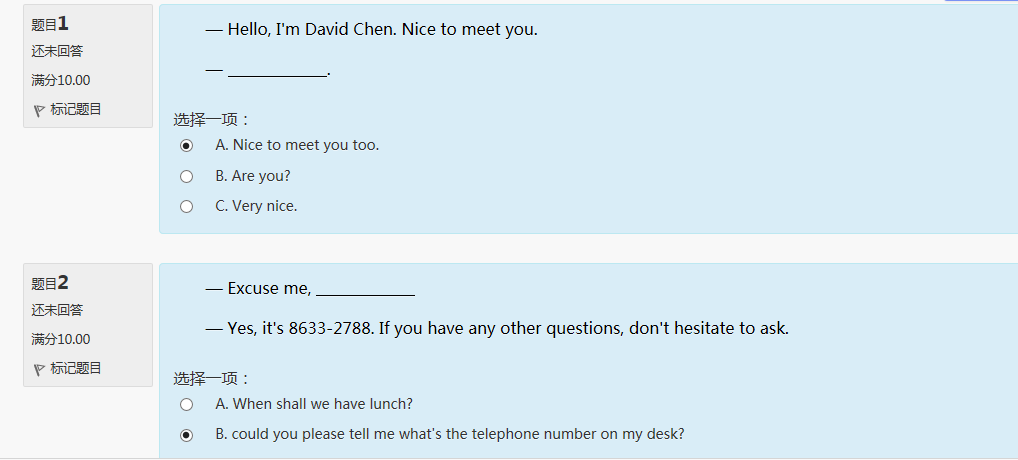 题目1
还未回答
满分10.00
标记题目
— Hello, I'm David Chen. Nice to meet you.
— ____________.
选择一项：
A. Nice to meet you too.
B. Are you?
C. Very nice.
题目2
还未回答
满分10.00
标记题目
— Excuse me, ____________
— Yes, it's 8633-2788. If you have any other questions, don't hesitate to ask.
选择一项：
A. When shall we have lunch?
B. could you please tell me what's the telephone number on my desk?